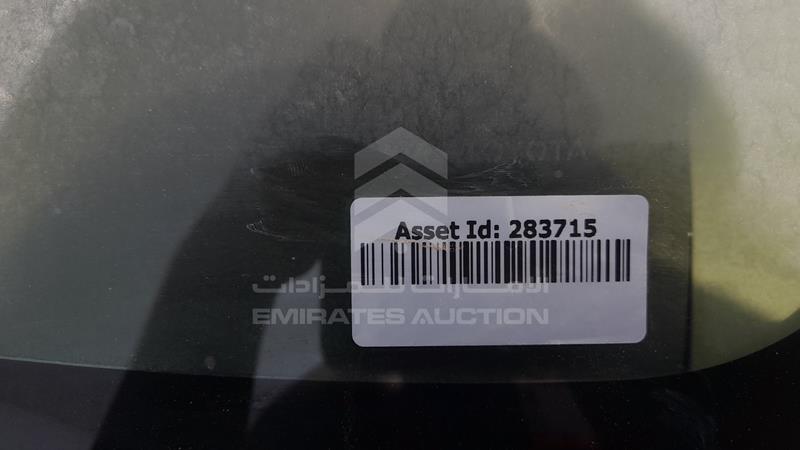 Asset Id: 283715
الإمارات للمزادات
EMIRATES AUCTION